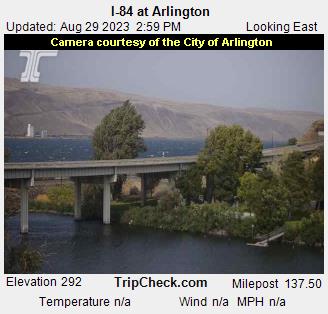 I-84 at Arlington
Updated: Aug 29 2023 2:59 PM Looking East
Camera courtesy of the City of Arlington
Elevation 292 TripCheck.com Milepost 137.50
Temperature n/a Wind n/a MPH n/a